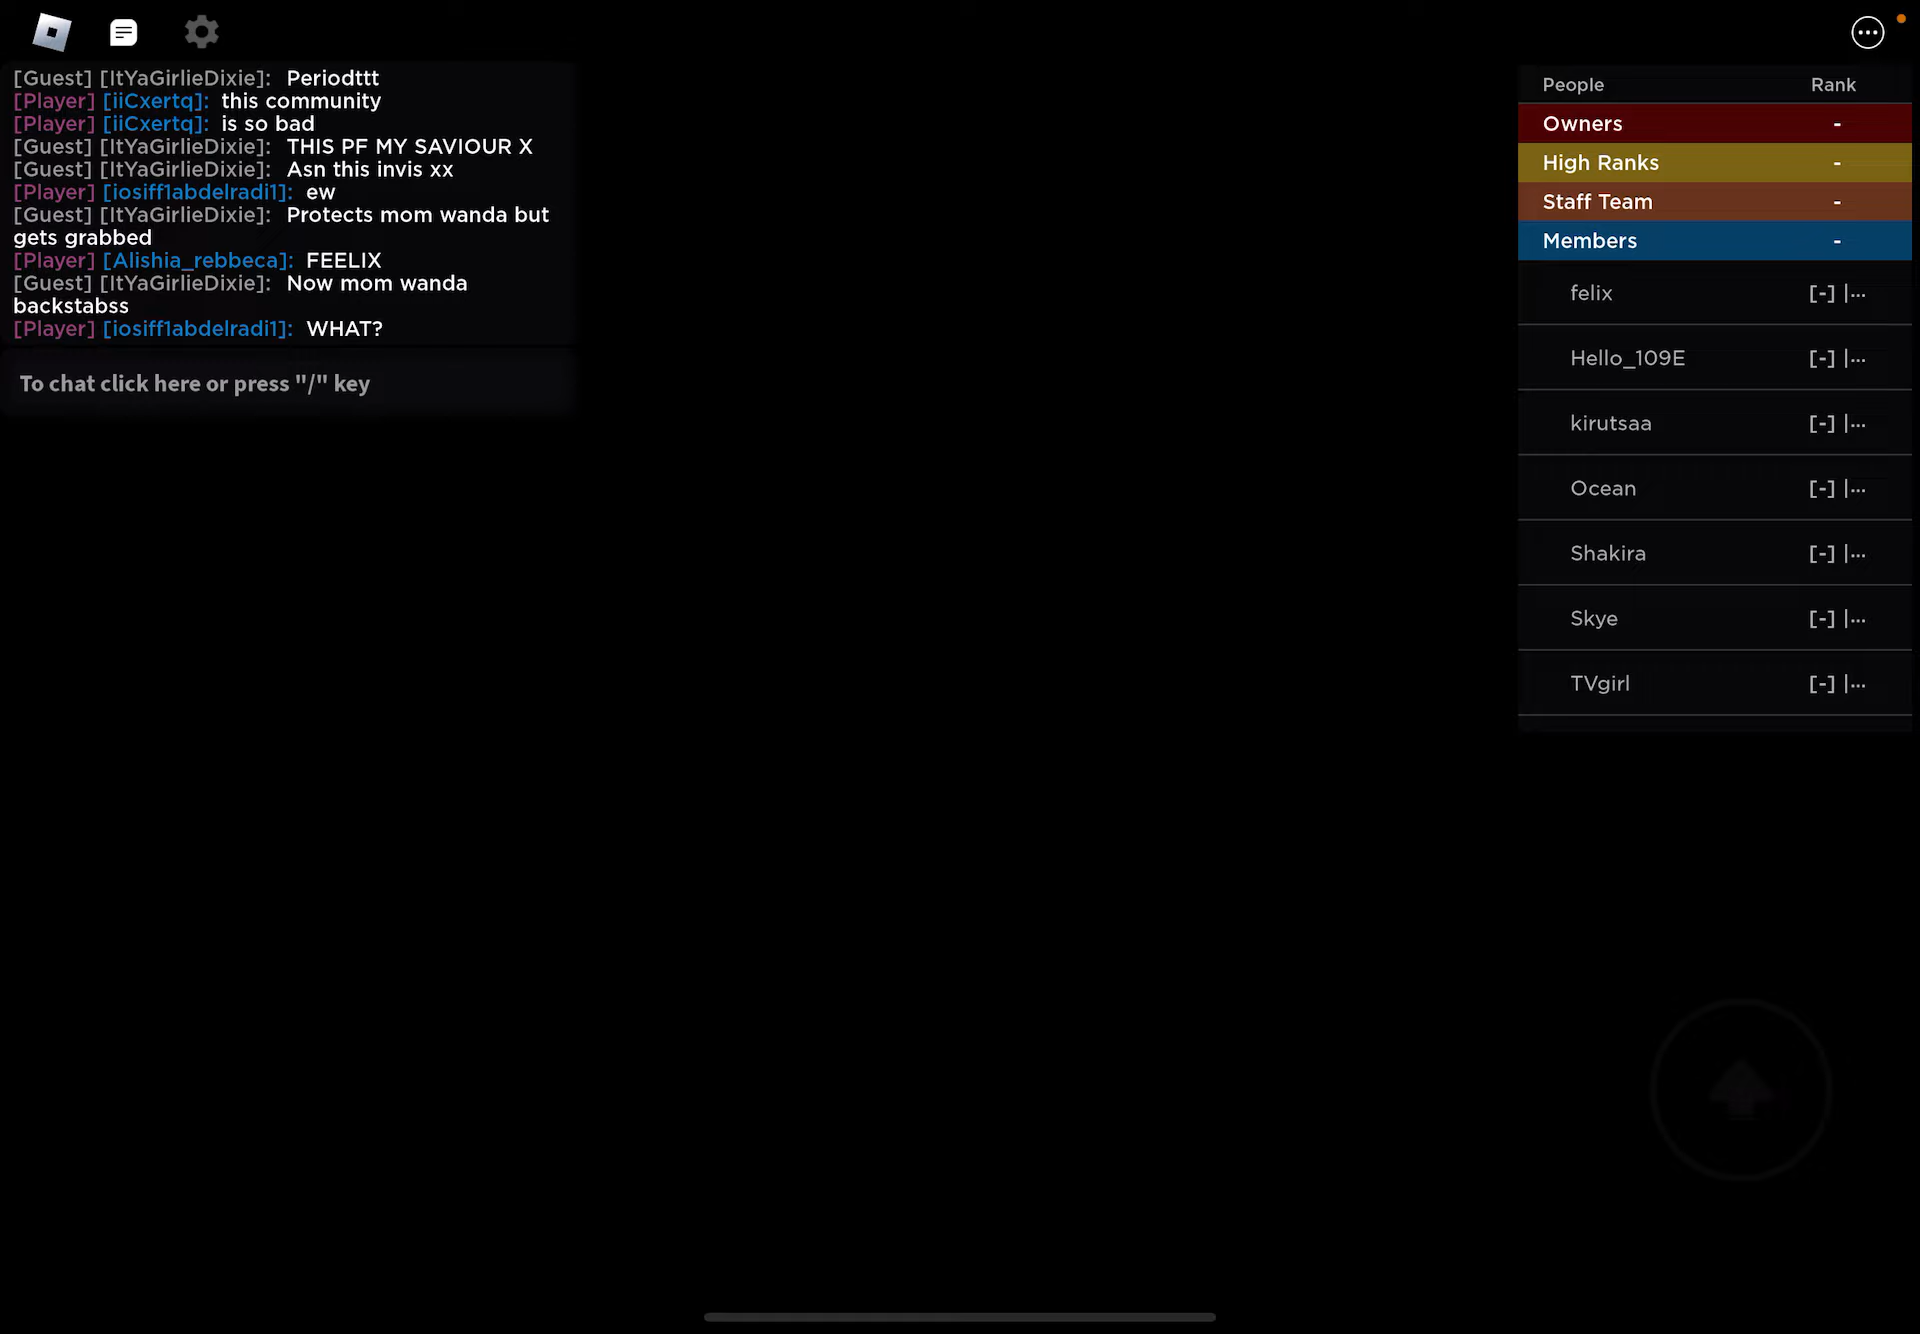 [Guest] [ItYaGirlieDixie]: Periodttt
[Player] [iiCxertq]: this community
[Player] [iiCxertq]: is so bad
[Guest] [ItYaGirlieDixie]: THIS PF MY SAVIOUR X
[Guest] [ItYaGirlieDixie]: Asn this invis xx
[Player] [iosiff1abdelradi1]: ew
[Guest] [ItYaGirlieDixie]: Protects mom wanda but
gets grabbed
[Player] [Alishia_rebbeca]: FEELIX
[Guest] [ItYaGirlieDixie]: Now mom wanda
backstabss
[Player] [iosiff1abdelradi1]: WHAT?
To chat click here or press "/" key
People Rank
Owners -
High Ranks -
Staff Team -
Members -
felix [-] |...
Hello_109E [-] |...
kirutsaa [-] |...
Ocean [-] |...
Shakira [-] |...
Skye [-] |...
TVgirl [-] |...